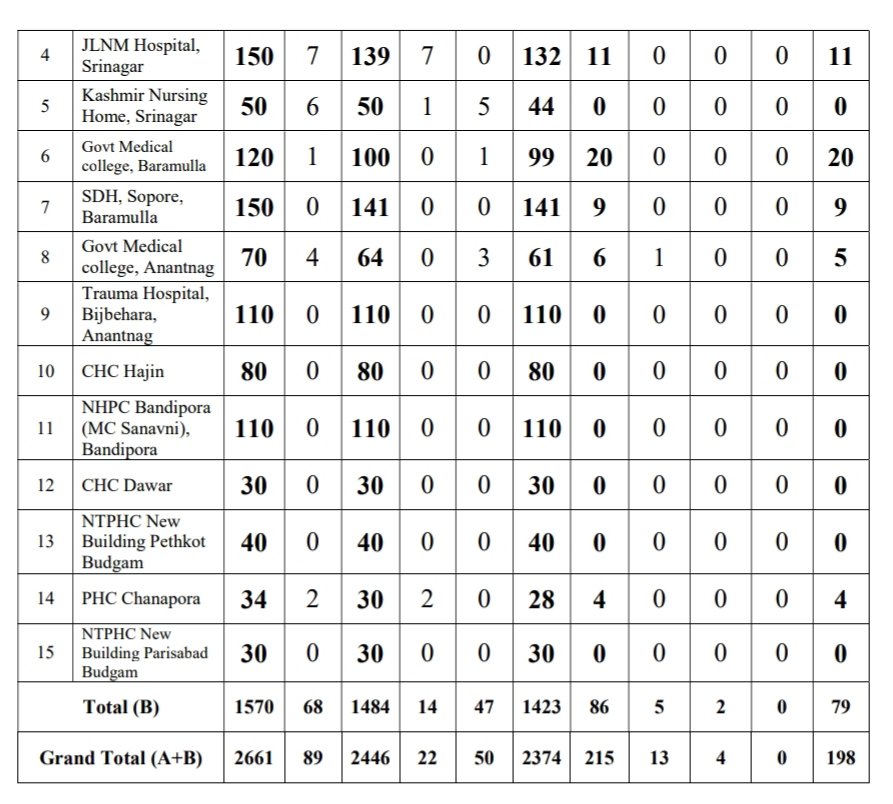 4 JLNM Hospital, Srinagar 150 7 139 7 0 132 11 0 0 0 11
5 Kashmir Nursing Home, Srinagar 50 6 50 1 5 44 0 0 0 0 0
6 Govt Medical college, Baramulla 120 1 100 0 1 99 20 0 0 0 20
7 SDH, Sopore, Baramulla 150 0 141 0 0 141 9 0 0 0 9
8 Govt Medical college, Anantnag 70 4 64 0 3 61 6 1 0 0 5
9 Trauma Hospital, Bijbehara, Anantnag 110 0 110 0 0 110 0 0 0 0 0
10 CHC Hajin 80 0 80 0 0 80 0 0 0 0 0
11 NHPC Bandipora (MC Sanavni), Bandipora 110 0 110 0 0 110 0 0 0 0 0
12 CHC Dawar 30 0 30 0 0 30 0 0 0 0 0
13 NTPHC New Building Pethkot Budgam 40 0 40 0 0 40 0 0 0 0 0
14 PHC Chanapora 34 2 30 2 0 28 4 0 0 0 4
15 NTPHC New Building Parisabad Budgam 30 0 30 0 0 30 0 0 0 0 0
Total (B) 1570 68 1484 14 47 1423 86 5 2 0 79
Grand Total (A+B) 2661 89 2446 22 50 2374 215 13 4 0 198